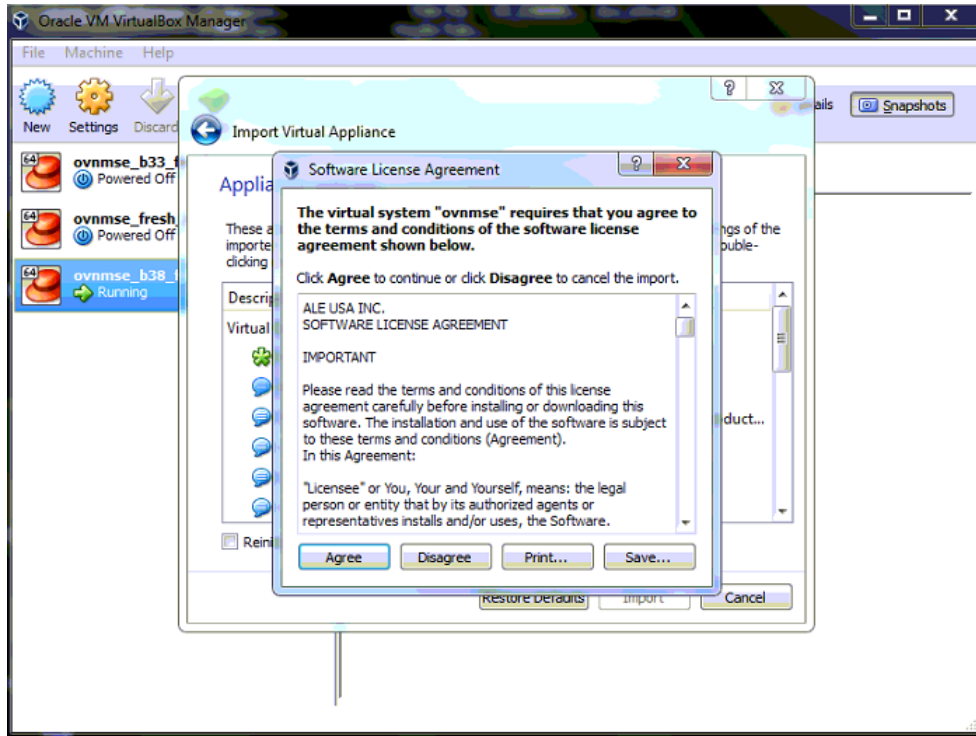 Oracle VM VirtualBox Manager
File Machine Help
New Settings Discard
ails Snapshots
Import Virtual Appliance
64 ovnmse_b33_f
Powered Off
64 ovnmse_fresh_
Powered Off
64 ovnmse_b38_f
Running
Applia
These a
ngs of the
importe
ouble-
clicking
Descrip
Virtual
duct...
Reini
Restore Defaults Import Cancel
Software License Agreement
The virtual system "ovnmse" requires that you agree to
the terms and conditions of the software license
agreement shown below.
Click Agree to continue or click Disagree to cancel the import.
ALE USA INC.
SOFTWARE LICENSE AGREEMENT
IMPORTANT
Please read the terms and conditions of this license
agreement carefully before installing or downloading this
software. The installation and use of the software is subject
to these terms and conditions (Agreement).
In this Agreement:
"Licensee" or You, Your and Yourself, means: the legal
person or entity that by its authorized agents or
representatives installs and/or uses, the Software.
Agree Disagree Print... Save...